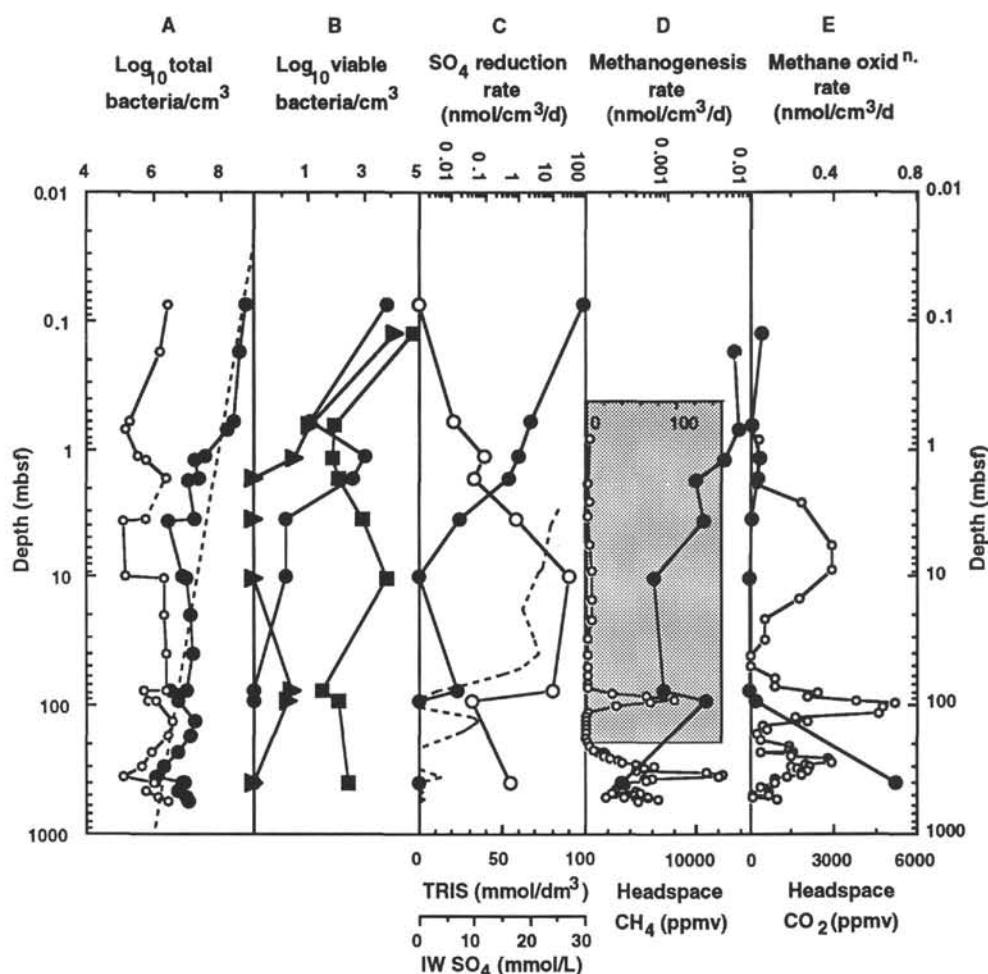 A B C D E
Log10 total bacteria/cm3
Log10 viable bacteria/cm3
SO4 reduction rate (nmol/cm3/d)
Methanogenesis rate (nmol/cm3/d)
Methane oxid n. rate (nmol/cm3/d
4 6 1 3 5 0.01 0.1 1 10 100 0.001 0.1 0.4 0.8
0.01 0.01
0.1 0.1
0 100
1 1
Depth (mbsf) Depth (mbsf)
10 10
100 100
1000 1000
0 50 100 10000 0 3000 6000
TRIS (mmol/dm3) Headspace Headspace
CH4 (ppmv) CO2 (ppmv)
0 10 20 30
IW SO4 (mmol/L)